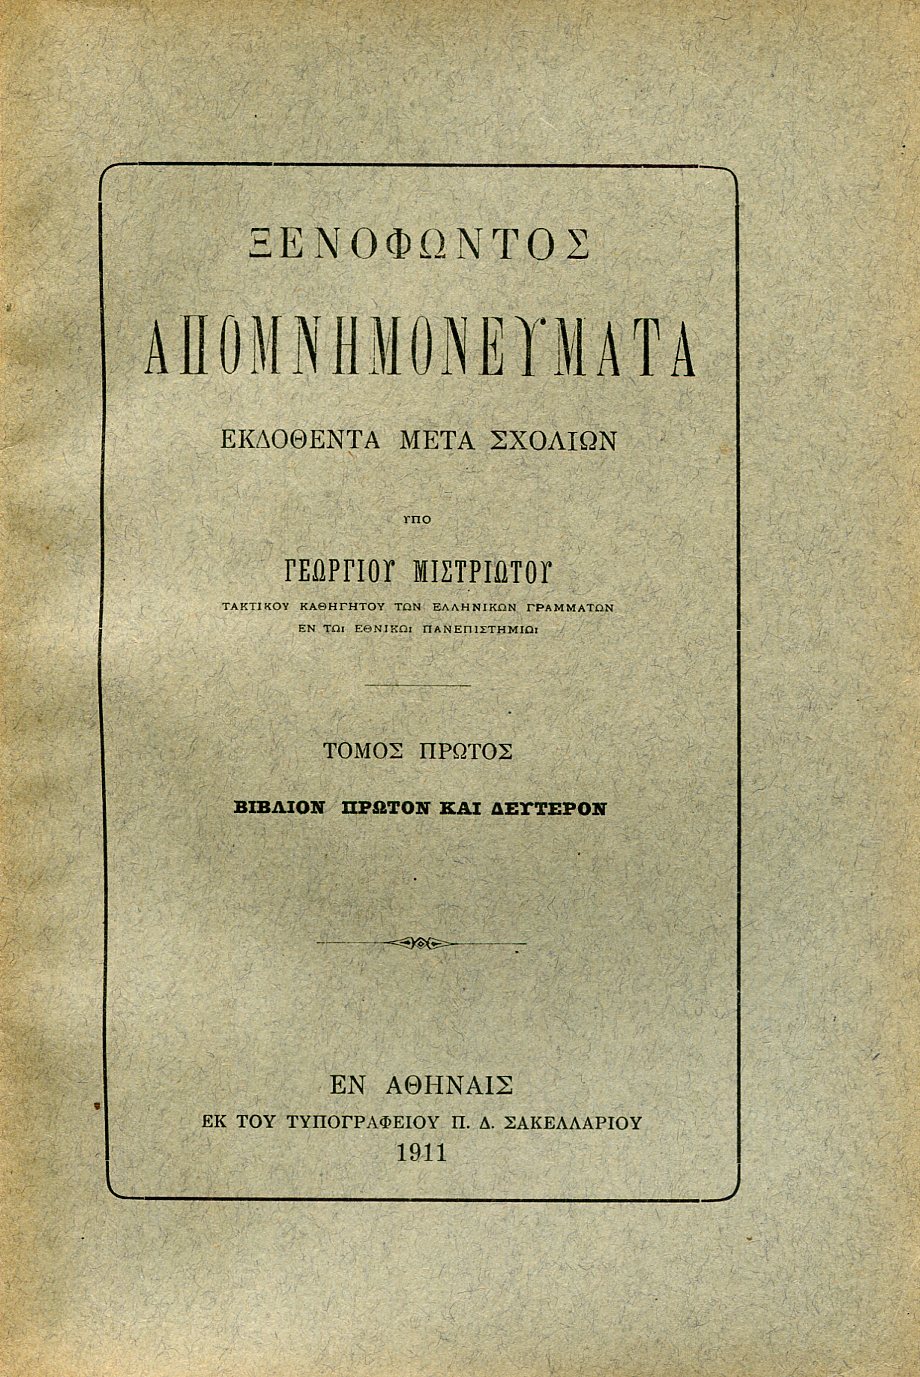 ΞΕΝΟΦΩΝΤΟΣ
ΑΠΟΜΝΗΜΟΝΕΥΜΑΤΑ
ΕΚΔΟΘΕΝΤΑ ΜΕΤΑ ΣΧΟΛΙΩΝ
ΥΠΟ
ΓΕΩΡΓΙΟΥ ΜΙΣΤΡΙΩΤΟΥ
ΤΑΚΤΙΚΟΥ ΚΑΘΗΓΗΤΟΥ ΤΩΝ ΕΛΛΗΝΙΚΩΝ ΓΡΑΜΜΑΤΩΝ
ΕΝ ΤΩι ΕΘΝΙΚΩι ΠΑΝΕΠΙΣΤΗΜΙΩι
ΤΟΜΟΣ ΠΡΩΤΟΣ
ΒΙΒΛΙΟΝ ΠΡΩΤΟΝ ΚΑΙ ΔΕΥΤΕΡΟΝ
ΕΝ ΑΘΗΝΑΙΣ
ΕΚ ΤΟΥ ΤΥΠΟΓΡΑΦΕΙΟΥ Π. Δ. ΣΑΚΕΛΛΑΡΙΟΥ
1911